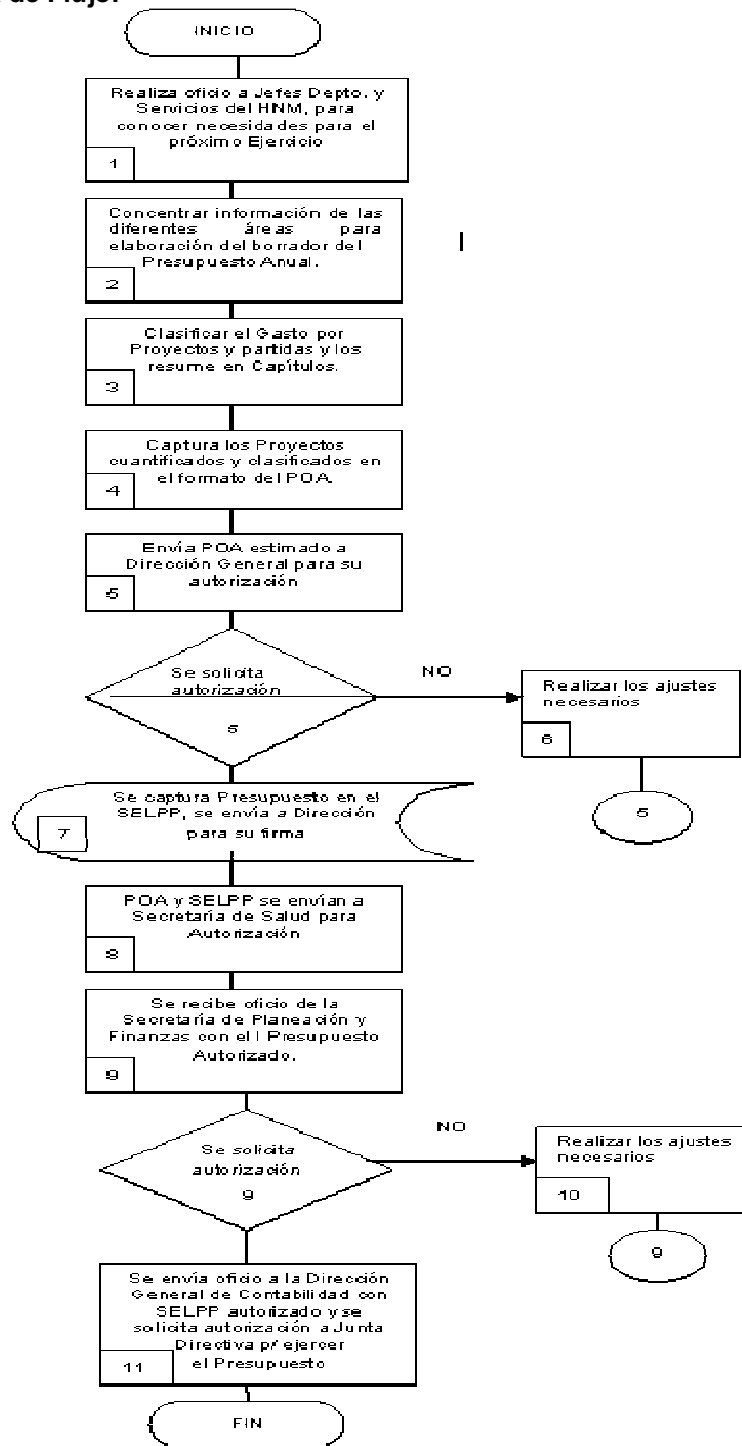 de Flujo.
INICIO
Realiza oficio a Jefes Depto. y
Servicios del HNM, para
conocer necesidades para el
próximo Ejercicio
1
Concentrar información de las
diferentes áreas para
elaboración del borrador del
Presupuesto Anual.
2
Clasificar el Gasto por
Proyectos y partidas y los
resume en Capítulos.
3
Captura los Proyectos
cuantificados y clasificados en
el formato del POA.
4
Envía POA estimado a
Dirección General para su
autorización
5
Se solicita
autorización
5
NO
Realizar los ajustes
necesarios
6
5
Se captura Presupuesto en el
SELPP, se envía a Dirección
para su firma
7
POA y SELPP se envían a
Secretaría de Salud para
Autorización
8
Se recibe oficio de la
Secretaría de Planeación y
Finanzas con el l Presupuesto
Autorizado.
9
Se solicita
autorización
9
NO
Realizar los ajustes
necesarios
10
9
Se envía oficio a la Dirección
General de Contabilidad con
SELPP autorizado y se
solicita autorización a Junta
Directiva p/ ejercer
el Presupuesto
11
FIN